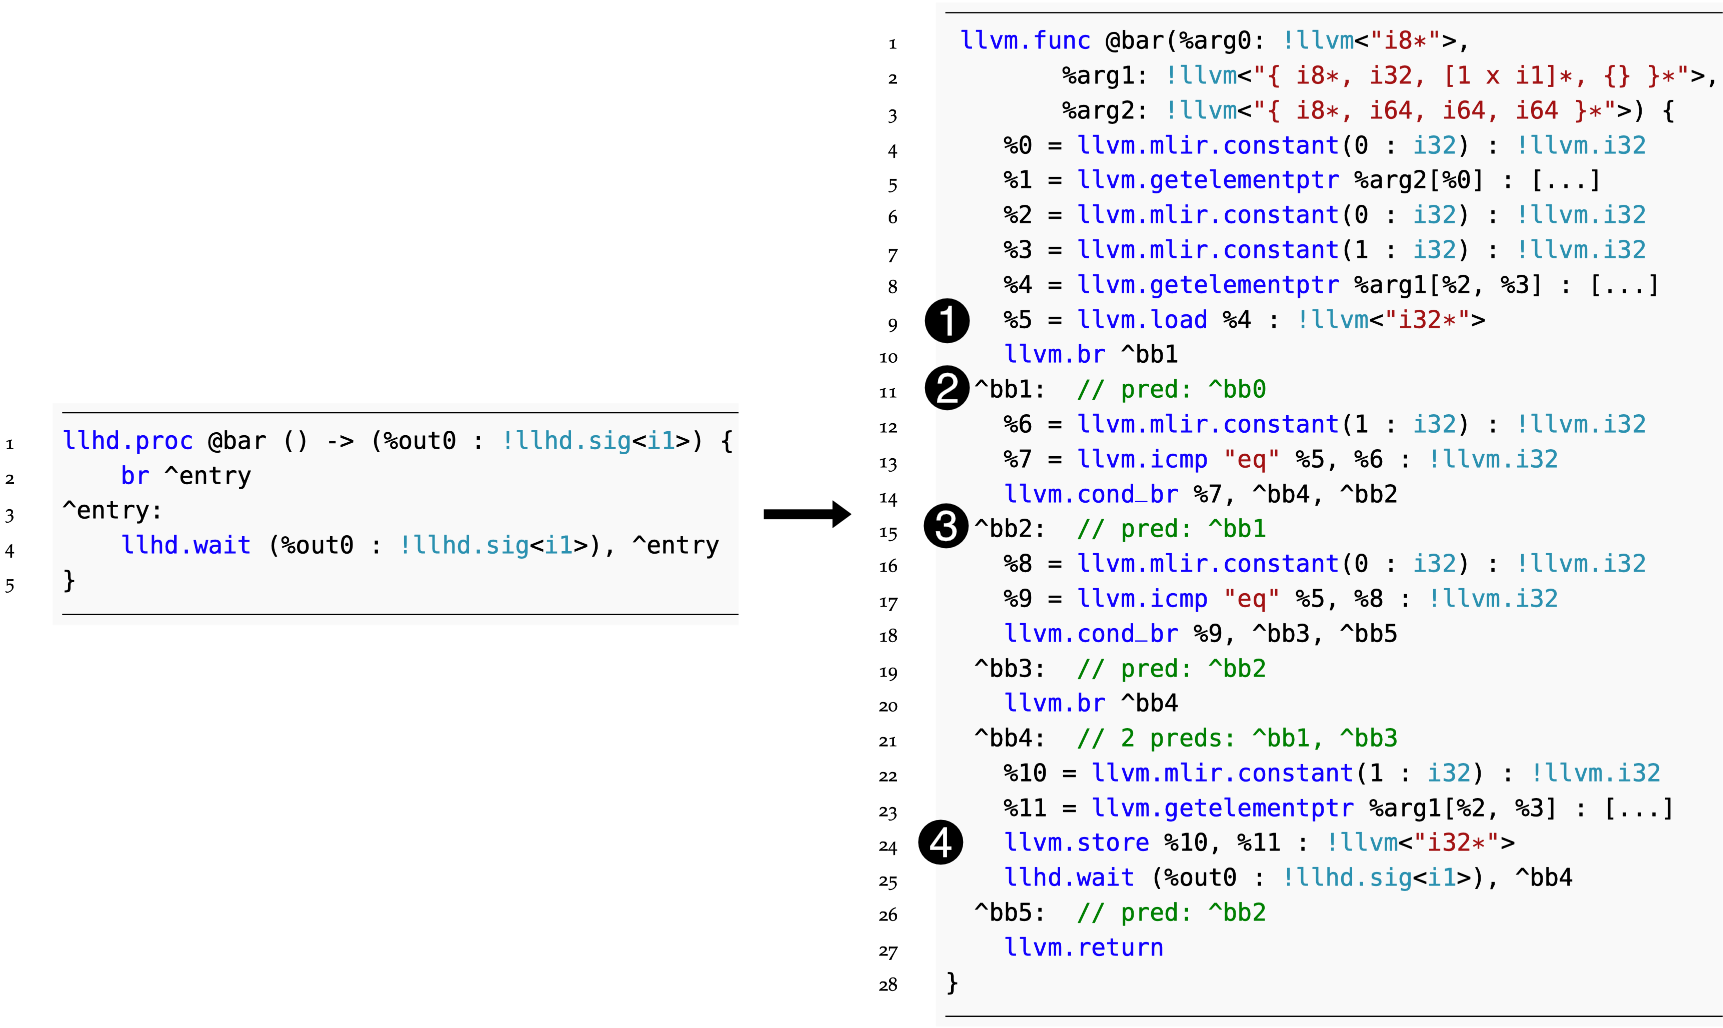 1 llhd.proc @bar () -> (%out0 : !llhd.sig<i1>) {
2 br ^entry
3 ^entry:
4 llhd.wait (%out0 : !llhd.sig<i1>), ^entry
5 }
1 llvm.func @bar(%arg0: !llvm<"i8*">,
2 %arg1: !llvm<"{ i8*, i32, [1 x i1]*, {} }*">,
3 %arg2: !llvm<"{ i8*, i64, i64, i64 }*">) {
4 %0 = llvm.mlir.constant(0 : i32) : !llvm.i32
5 %1 = llvm.getelementptr %arg2[%0] : [...]
6 %2 = llvm.mlir.constant(0 : i32) : !llvm.i32
7 %3 = llvm.mlir.constant(1 : i32) : !llvm.i32
8 %4 = llvm.getelementptr %arg1[%2, %3] : [...]
9 ❶ %5 = llvm.load %4 : !llvm<"i32*">
10 llvm.br ^bb1
11 ❷ ^bb1: // pred: ^bb0
12 %6 = llvm.mlir.constant(1 : i32) : !llvm.i32
13 %7 = llvm.icmp "eq" %5, %6 : !llvm.i32
14 llvm.cond_br %7, ^bb4, ^bb2
15 ❸ ^bb2: // pred: ^bb1
16 %8 = llvm.mlir.constant(0 : i32) : !llvm.i32
17 %9 = llvm.icmp "eq" %5, %8 : !llvm.i32
18 llvm.cond_br %9, ^bb3, ^bb5
19 ^bb3: // pred: ^bb2
20 llvm.br ^bb4
21 ^bb4: // 2 preds: ^bb1, ^bb3
22 %10 = llvm.mlir.constant(1 : i32) : !llvm.i32
23 %11 = llvm.getelementptr %arg1[%2, %3] : [...]
24 ❹ llvm.store %10, %11 : !llvm<"i32*">
25 llhd.wait (%out0 : !llhd.sig<i1>), ^bb4
26 ^bb5: // pred: ^bb2
27 llvm.return
28 }